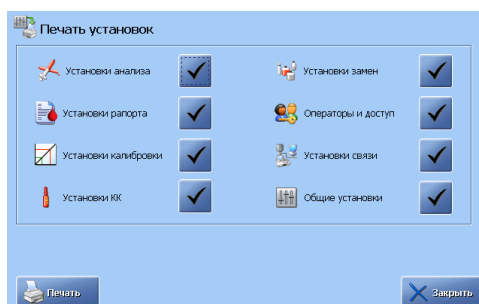 Печать установок
Установки анализа
Установки замен
Установки рапорта
Операторы и доступ
Установки калибровки
Установки связи
Установки КК
Общие установки
Печать
Закрыть